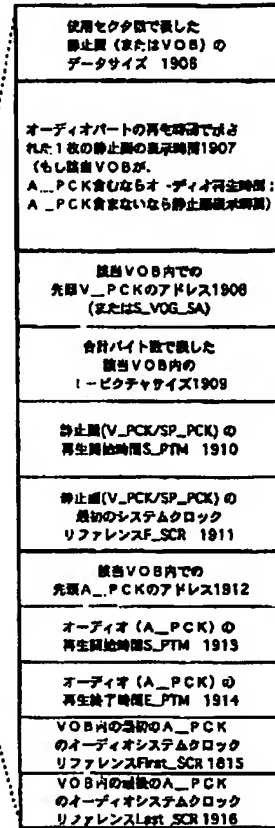 使用セクタ数で表した
静止画（またはVOB）の
データサイズ 1906
オーディオパートの再生時間で示さ
れた1枚の静止画の表示時間1907
（もし該当VOBが、
A_PCK含むならオ-ディオ再生時間；
A_PCK含まないなら静止画表示時間）
該当VOB内での
先頭V_PCKのアドレス1908
(またはS_VOG_SA)
合計バイト数で表した
該当VOB内の
ピクチャサイズ1909
静止画(V_PCK/SP_PCK)の
再生開始時間S_PTM 1910
静止画(V_PCK/SP_PCK)の
最初のシステムクロック
リファレンスF_SCR 1911
該当VOB内での
先頭A_PCKのアドレス1912
オーディオ（A_PCK）の
再生開始時間S_PTM 1913
オーディオ（A_PCK）の
再生終了時間E_PTM 1914
VOB内の最初のA_PCK
のオーディオシステムクロック
リファレンスFirst_SCR 1815
VOB内の最後のA_PCK
のオーディオシステムクロック
リファレンスLast_SCR 1916